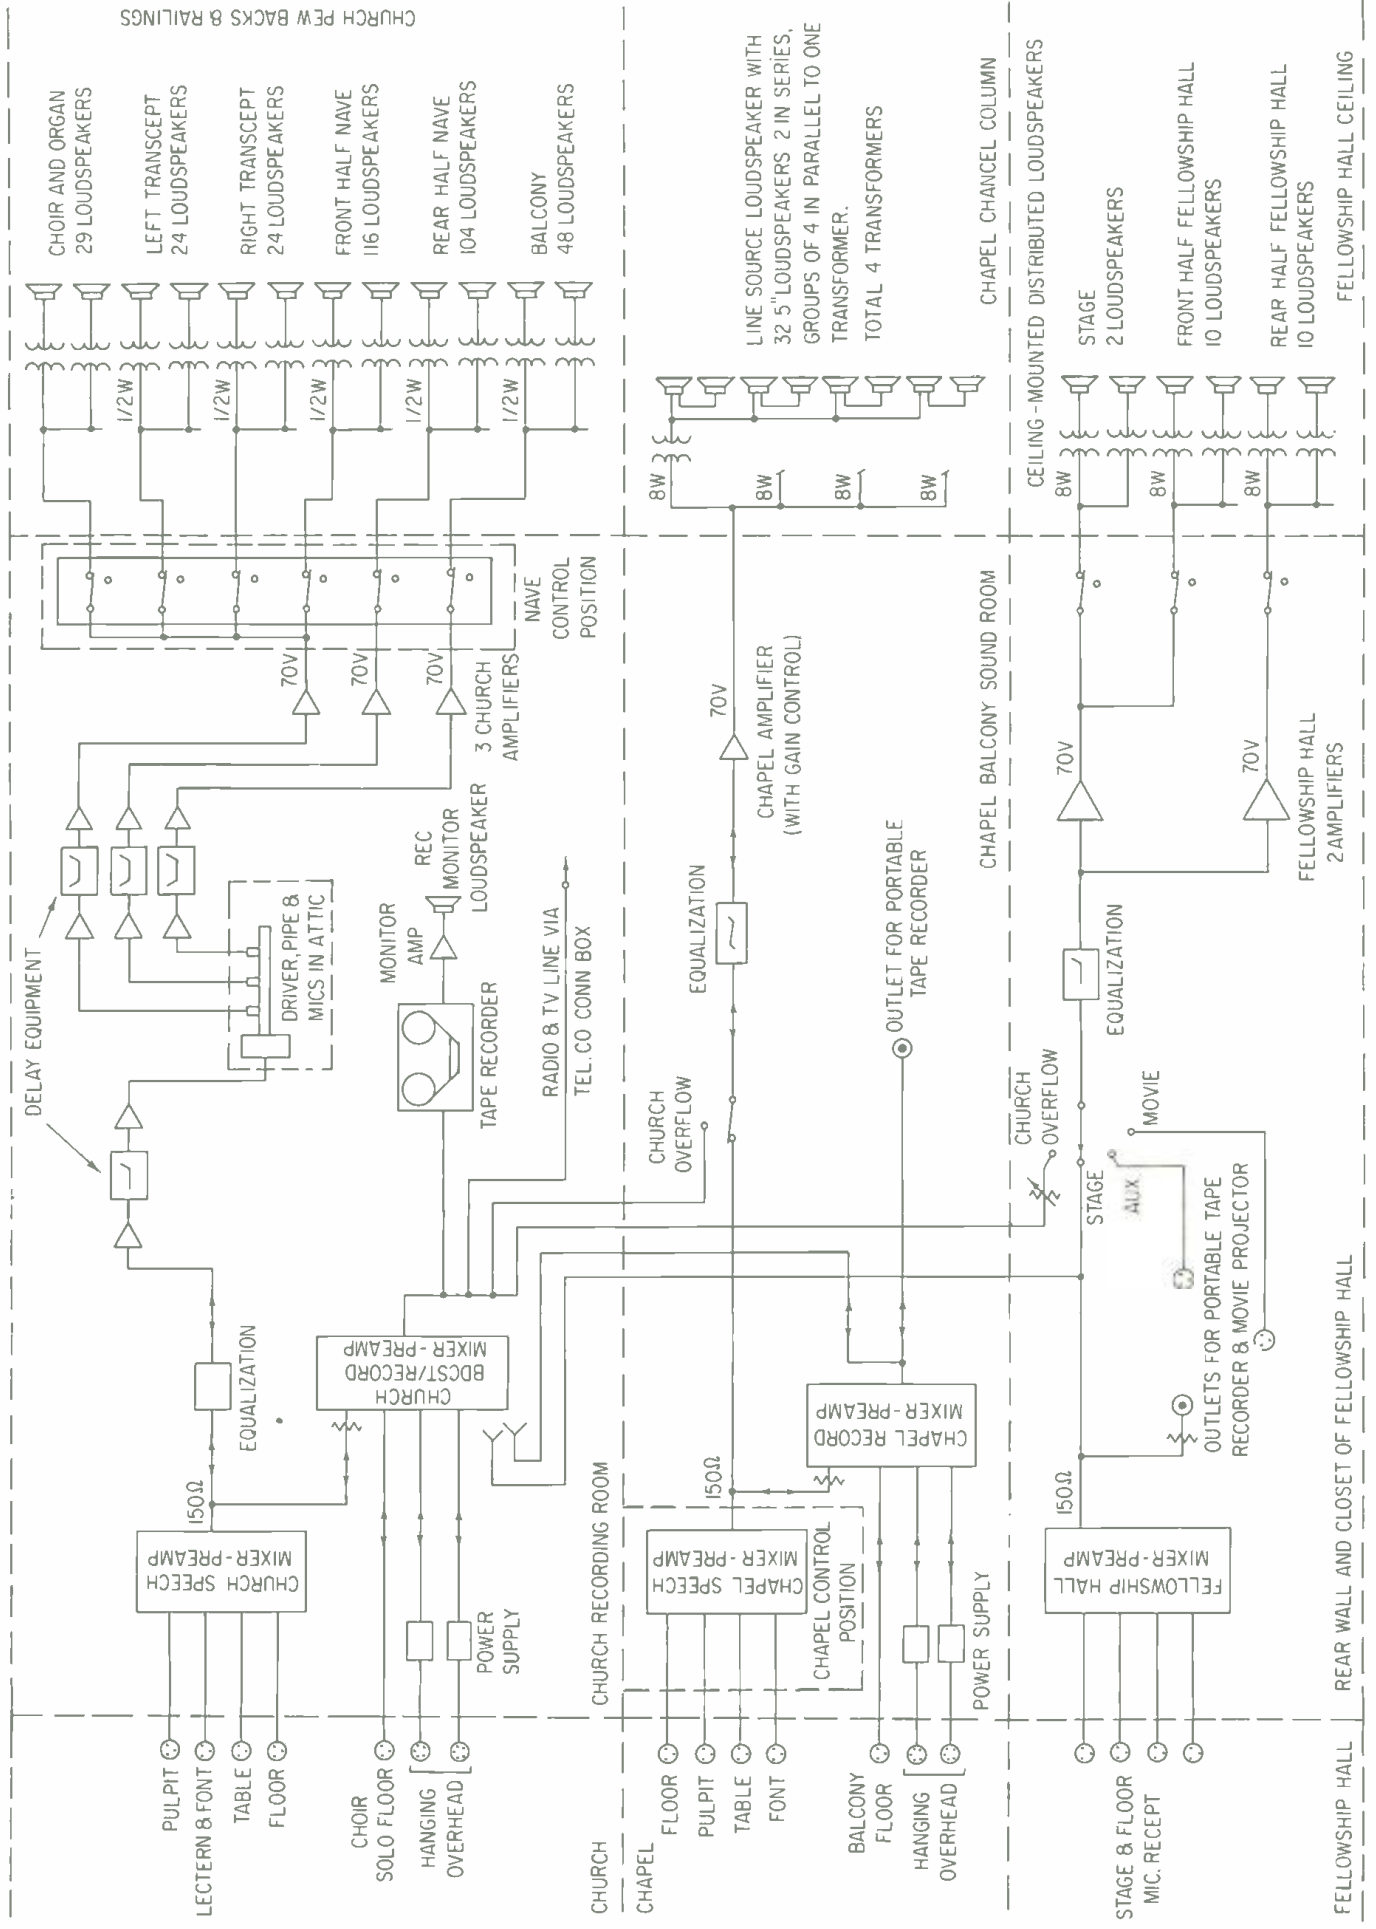 CHURCH PEW BACKS & RAILINGS
CHOIR AND ORGAN
29 LOUDSPEAKERS
LEFT TRANSCEPT
24 LOUDSPEAKERS
RIGHT TRANSCEPT
24 LOUDSPEAKERS
FRONT HALF NAVE
116 LOUDSPEAKERS
REAR HALF NAVE
104 LOUDSPEAKERS
BALCONY
48 LOUDSPEAKERS
1/2W
1/2W
1/2W
1/2W
1/2W
NAVE
CONTROL
POSITION
70V
70V
70V
3 CHURCH
AMPLIFIERS
DELAY EQUIPMENT
DRIVER, PIPE &
MICS IN ATTIC
MONITOR
AMP
REC
MONITOR
LOUDSPEAKER
TAPE RECORDER
RADIO & TV LINE VIA
TEL. CO CONN BOX
EQUALIZATION
CHURCH
BDCST/RECORD
MIXER-PREAMP
150Ω
CHURCH SPEECH
MIXER-PREAMP
POWER
SUPPLY
CHURCH RECORDING ROOM
PULPIT
LECTERN & FONT
TABLE
FLOOR
CHOIR
SOLO FLOOR
HANGING
OVERHEAD
CHURCH
LINE SOURCE LOUDSPEAKER WITH
32 5" LOUDSPEAKERS 2 IN SERIES,
GROUPS OF 4 IN PARALLEL TO ONE
TRANSFORMER.
TOTAL 4 TRANSFORMERS
CHAPEL CHANCEL COLUMN
8W
8W
8W
8W
70V
CHAPEL AMPLIFIER
(WITH GAIN CONTROL)
CHAPEL BALCONY SOUND ROOM
EQUALIZATION
OUTLET FOR PORTABLE
TAPE RECORDER
CHURCH
OVERFLOW
CHAPEL RECORD
MIXER-PREAMP
150Ω
CHAPEL SPEECH
MIXER-PREAMP
CHAPEL CONTROL
POSITION
POWER SUPPLY
CHAPEL
FLOOR
PULPIT
TABLE
FONT
BALCONY
FLOOR
HANGING
OVERHEAD
CEILING-MOUNTED DISTRIBUTED LOUDSPEAKERS
STAGE
2 LOUDSPEAKERS
FRONT HALF FELLOWSHIP HALL
10 LOUDSPEAKERS
REAR HALF FELLOWSHIP HALL
10 LOUDSPEAKERS
FELLOWSHIP HALL CEILING
8W
8W
8W
70V
70V
FELLOWSHIP HALL
2 AMPLIFIERS
EQUALIZATION
CHURCH
OVERFLOW
STAGE
AUX
MOVIE
OUTLETS FOR PORTABLE TAPE
RECORDER & MOVIE PROJECTOR
150Ω
FELLOWSHIP HALL
MIXER-PREAMP
REAR WALL AND CLOSET OF FELLOWSHIP HALL
STAGE & FLOOR
MIC. RECEPT
FELLOWSHIP HALL